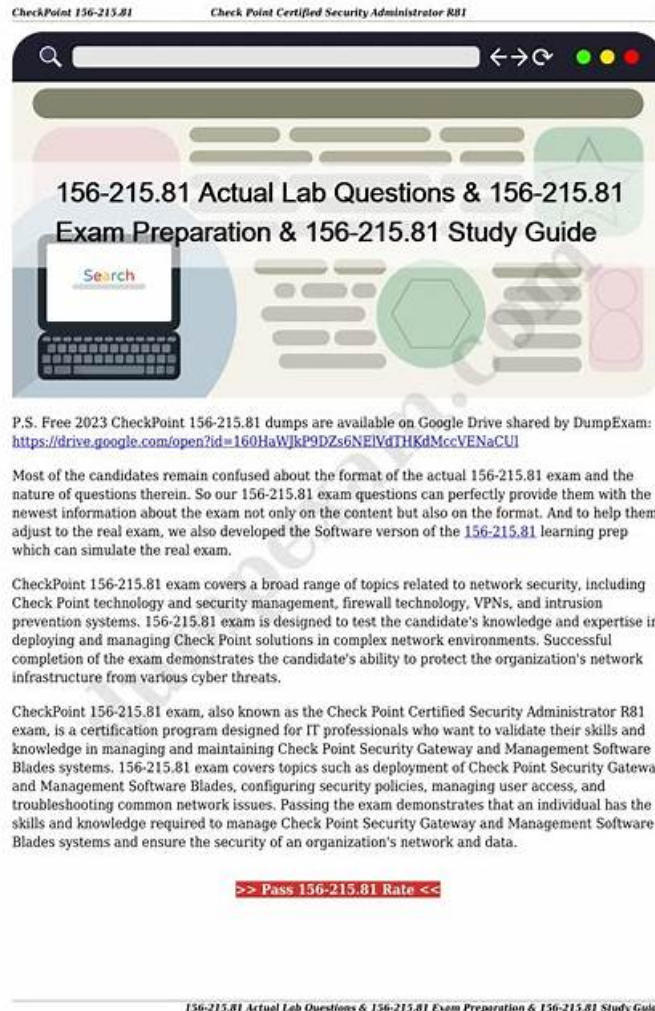 CheckPoint 156-215.81 Check Point Certified Security Administrator R81
156-215.81 Actual Lab Questions & 156-215.81
Exam Preparation & 156-215.81 Study Guide
Search
P.S. Free 2023 CheckPoint 156-215.81 dumps are available on Google Drive shared by DumpExam:
https://drive.google.com/open?id=160HaWJkP9DZs6NElVdTHKdMccVENaCUl
Most of the candidates remain confused about the format of the actual 156-215.81 exam and the
nature of questions therein. So our 156-215.81 exam questions can perfectly provide them with the
newest information about the exam not only on the content but also on the format. And to help them
adjust to the real exam, we also developed the Software verson of the 156-215.81 learning prep
which can simulate the real exam.
CheckPoint 156-215.81 exam covers a broad range of topics related to network security, including
Check Point technology and security management, firewall technology, VPNs, and intrusion
prevention systems. 156-215.81 exam is designed to test the candidate's knowledge and expertise in
deploying and managing Check Point solutions in complex network environments. Successful
completion of the exam demonstrates the candidate's ability to protect the organization's network
infrastructure from various cyber threats.
CheckPoint 156-215.81 exam, also known as the Check Point Certified Security Administrator R81
exam, is a certification program designed for IT professionals who want to validate their skills and
knowledge in managing and maintaining Check Point Security Gateway and Management Software
Blades systems. 156-215.81 exam covers topics such as deployment of Check Point Security Gatewa
and Management Software Blades, configuring security policies, managing user access, and
troubleshooting common network issues. Passing the exam demonstrates that an individual has the
skills and knowledge required to manage Check Point Security Gateway and Management Software
Blades systems and ensure the security of an organization's network and data.
>> Pass 156-215.81 Rate <<
156-215.81 Actual Lab Questions & 156-215.81 Exam Preparation & 156-215.81 Study Guid